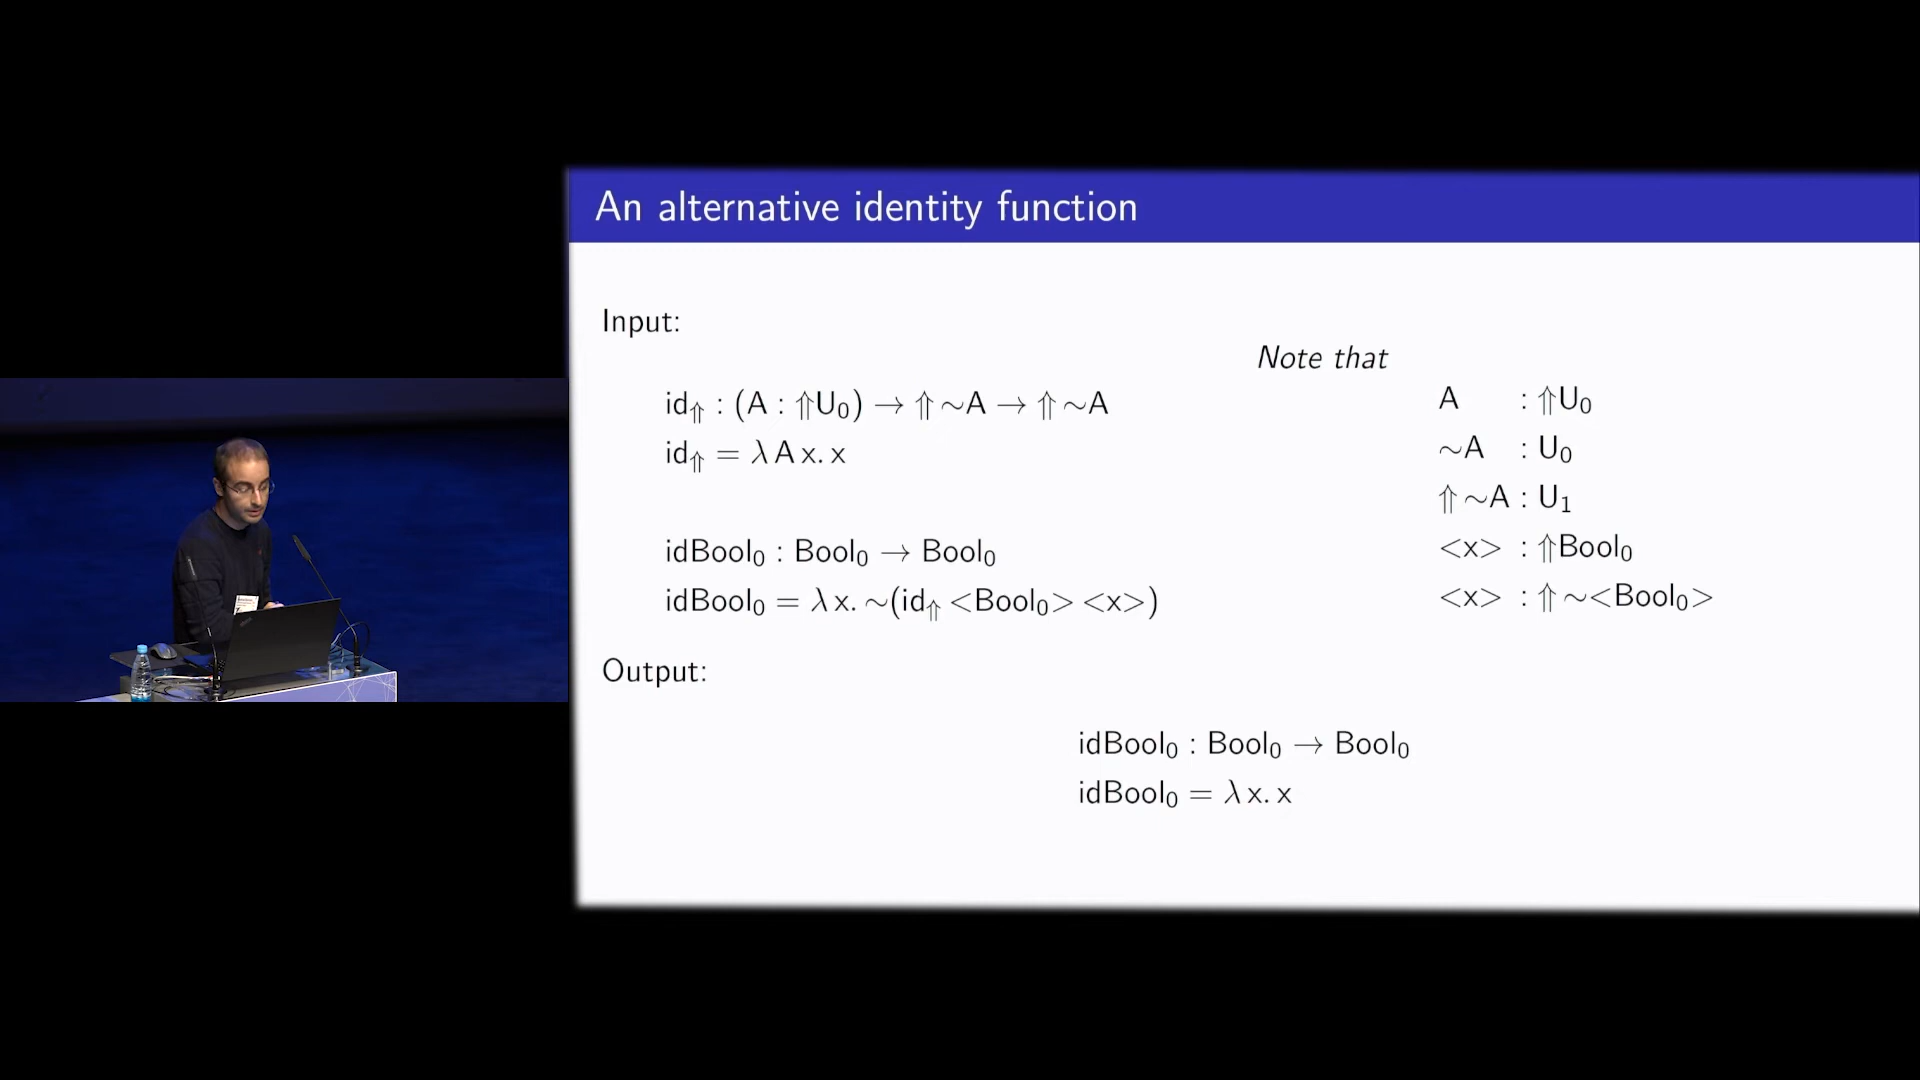 An alternative identity function
Input:
id⇑ : (A : ⇑U₀) → ⇑∼A → ⇑∼A
id⇑ = λ A x. x
idBool₀ : Bool₀ → Bool₀
idBool₀ = λ x. ∼(id⇑ <Bool₀> <x>)
Note that
A : ⇑U₀
∼A : U₀
⇑∼A : U₁
<x> : ⇑Bool₀
<x> : ⇑∼<Bool₀>
Output:
idBool₀ : Bool₀ → Bool₀
idBool₀ = λ x. x